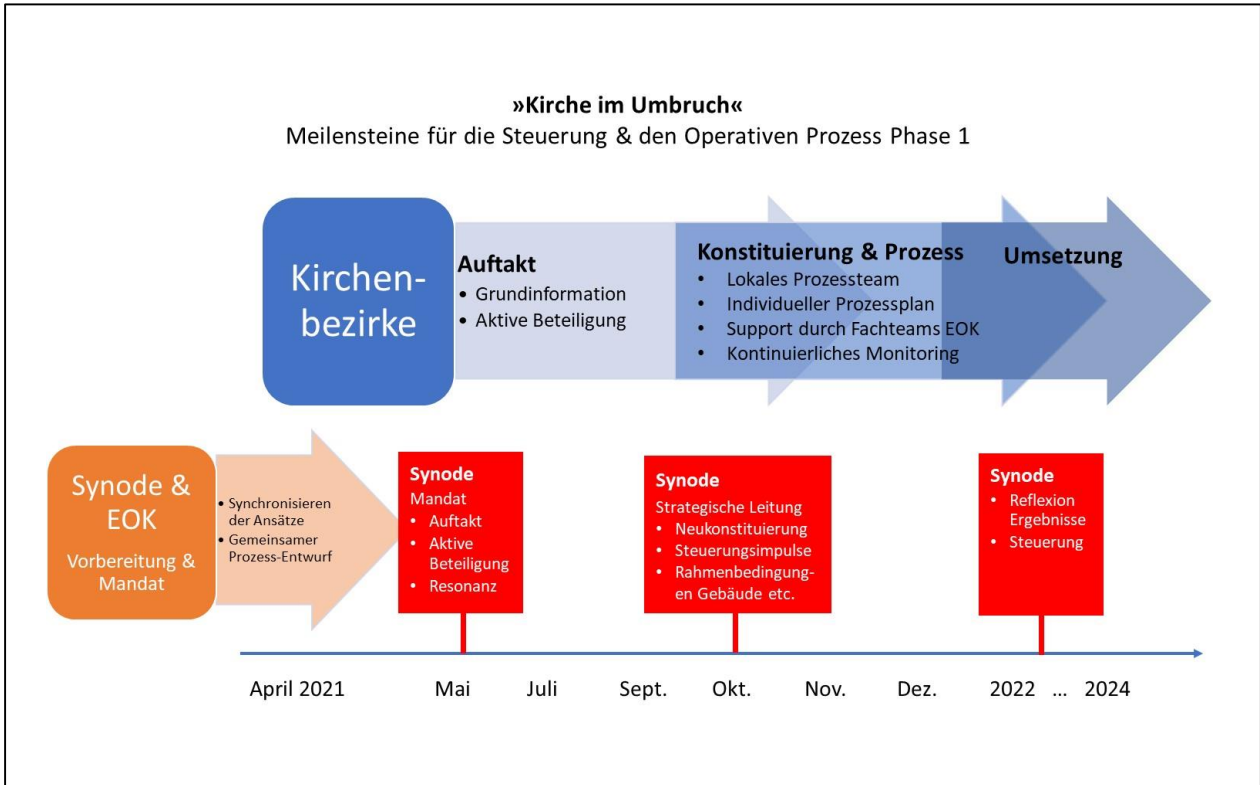 »Kirche im Umbruch«
Meilensteine für die Steuerung & den Operativen Prozess Phase 1
Kirchen-
bezirke
Auftakt
• Grundinformation
• Aktive Beteiligung
Konstituierung & Prozess
• Lokales Prozessteam
• Individueller Prozessplan
• Support durch Fachteams EOK
• Kontinuierliches Monitoring
Umsetzung
Synode &
EOK
Vorbereitung &
Mandat
• Synchronisieren
der Ansätze
• Gemeinsamer
Prozess-Entwurf
Synode
Mandat
• Auftakt
• Aktive
Beteiligung
• Resonanz
Synode
Strategische Leitung
• Neukonstituierung
• Steuerungsimpulse
• Rahmenbedingung-
en Gebäude etc.
Synode
• Reflexion
Ergebnisse
• Steuerung
April 2021 Mai Juli Sept. Okt. Nov. Dez. 2022 ... 2024